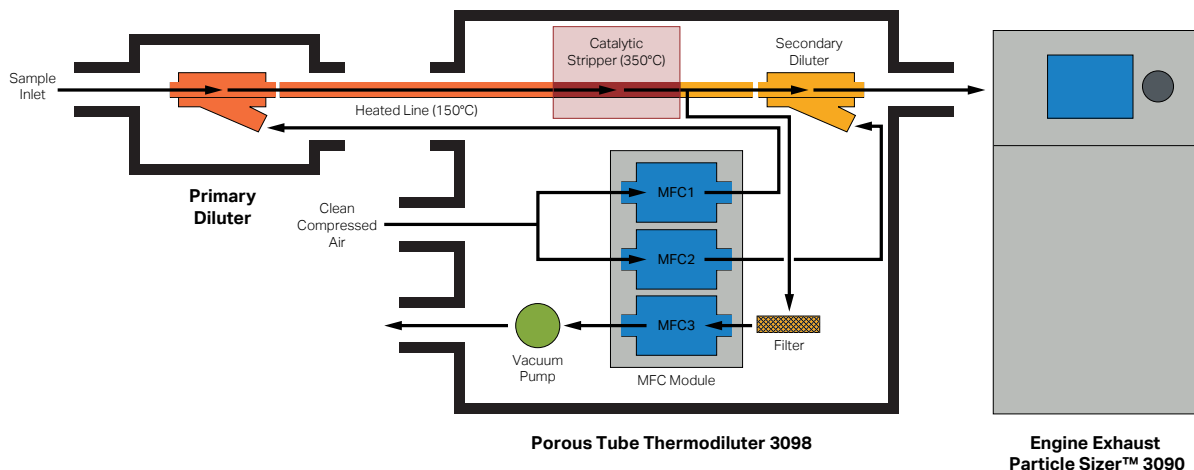 Sample
Inlet
Primary
Diluter
Heated Line (150°C)
Catalytic
Stripper (350°C)
Secondary
Diluter
Clean
Compressed
Air
MFC1
MFC2
MFC3
MFC Module
Vacuum
Pump
Filter
Porous Tube Thermodiluter 3098
Engine Exhaust
Particle Sizer™ 3090